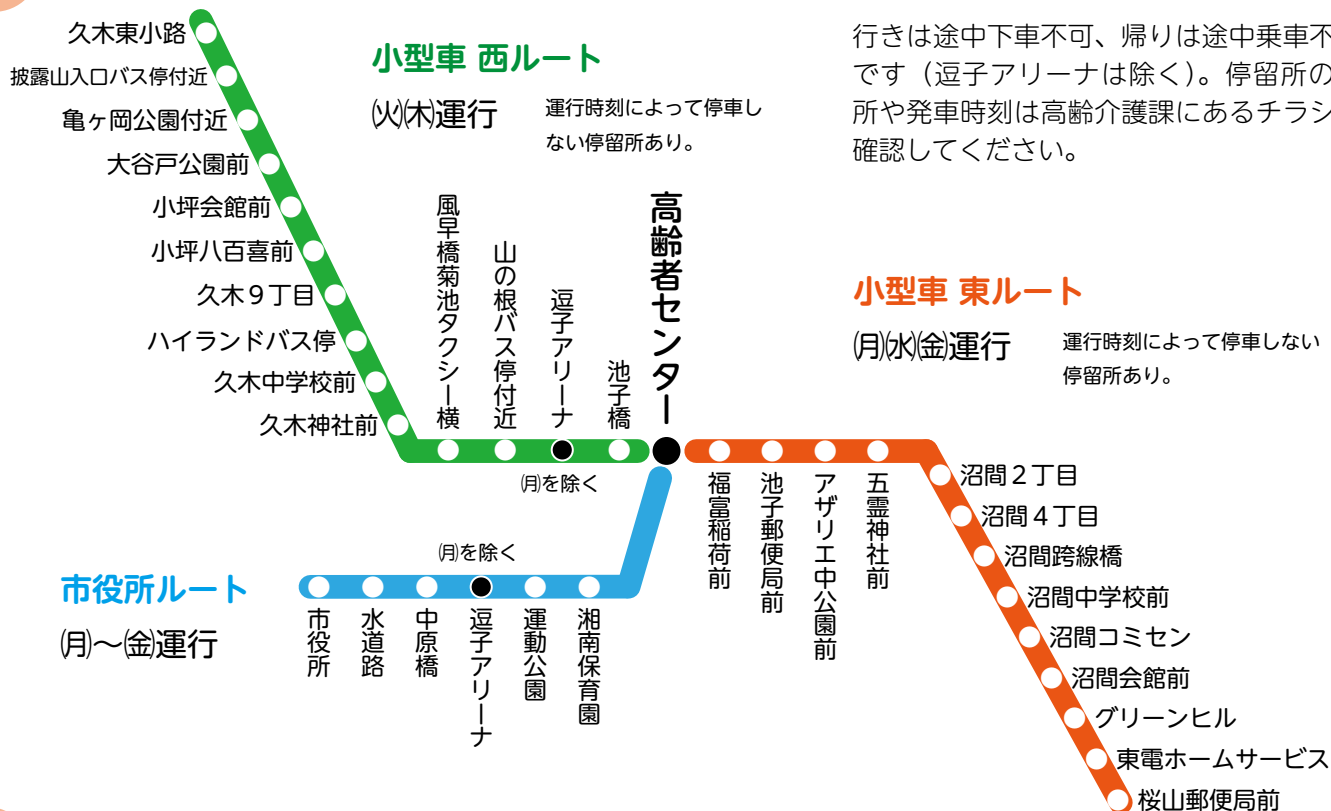 久木東小路
披露山入口バス停付近
亀ヶ岡公園付近
大谷戸公園前
小坪会館前
小坪八百喜前
久木９丁目
ハイランドバス停
久木中学校前
久木神社前
小型車 西ルート
㈫㈭運行
運行時刻によって停車し
ない停留所あり。
風早橋菊池タクシー横
山の根バス停付近
逗子アリーナ
池子橋
㈪を除く
高齢者センター
行きは途中下車不可、帰りは途中乗車不
です（逗子アリーナは除く）。停留所の
所や発車時刻は高齢介護課にあるチラシ
確認してください。
小型車 東ルート
㈪㈬㈮運行
運行時刻によって停車しない
停留所あり。
福富稲荷前
池子郵便局前
アザリエ中公園前
五霊神社前
沼間２丁目
沼間４丁目
沼間跨線橋
沼間中学校前
沼間コミセン
沼間会館前
グリーンヒル
東電ホームサービス
桜山郵便局前
市役所ルート
㈪〜㈮運行
㈪を除く
市役所
水道路
中原橋
逗子アリーナ
運動公園
湘南保育園